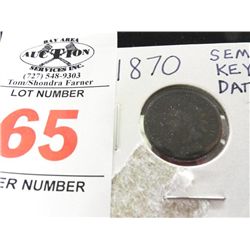 BAY AREA
AUCTION
SERVICES INC.
(727) 548-9303
Tom/Shondra Farner
LOT NUMBER
65
ER NUMBER
1870
SEM
KEY
DAT